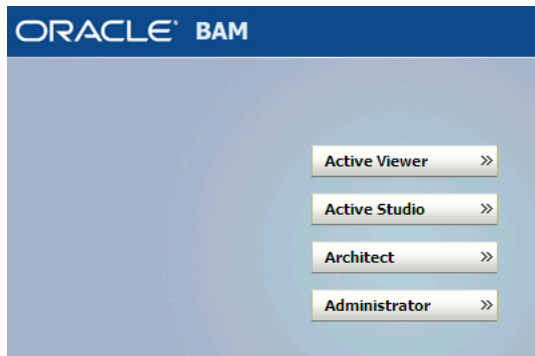 ORACLE® BAM
Active Viewer »
Active Studio »
Architect »
Administrator »